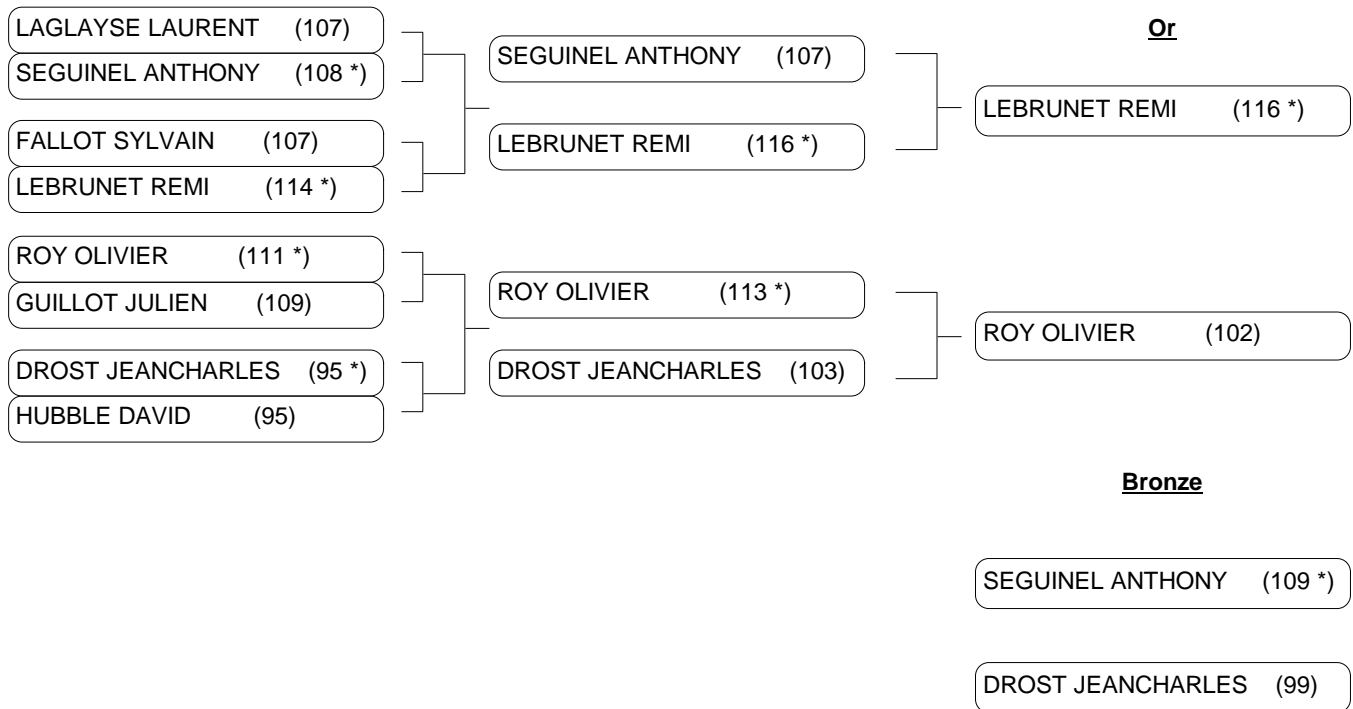 LAGLAYSE LAURENT (107)
SEGUINEL ANTHONY (108 *)
FALLOT SYLVAIN (107)
LEBRUNET REMI (114 *)
ROY OLIVIER (111 *)
GUILLOT JULIEN (109)
DROST JEANCHARLES (95 *)
HUBBLE DAVID (95)
SEGUINEL ANTHONY (107)
LEBRUNET REMI (116 *)
ROY OLIVIER (113 *)
DROST JEANCHARLES (103)
Or
LEBRUNET REMI (116 *)
ROY OLIVIER (102)
Bronze
SEGUINEL ANTHONY (109 *)
DROST JEANCHARLES (99)